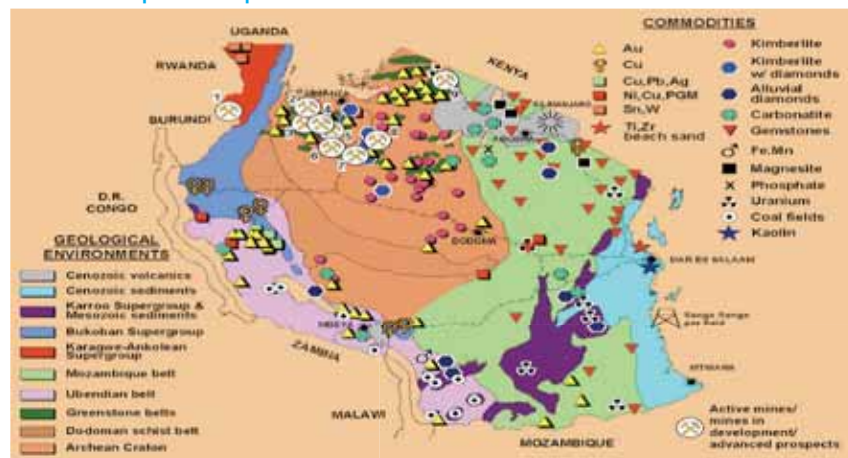 COMMODITIES
Au
Cu
Cu,Pb,Ag
Ni,Cu,PGM
Sn,W
Ti,Zr
beach sand
Kimberlite
Kimberlite
w/ diamonds
Alluvial
diamonds
Carbonatite
Gemstones
Fe,Mn
Magnesite
Phosphate
Uranium
Coal fields
Kaolin
UGANDA
RWANDA
BURUNDI
KENYA
D.R.
CONGO
DODOMA
DAR ES SALAAM
MBEYA
ZAMBIA
MALAWI
MTWARA
MOZAMBIQUE
1
GEOLOGICAL
ENVIRONMENTS
Cenozoic volcanics
Cenozoic sediments
Karroo Supergroup &
Mesozoic sediments
Bukoban Supergroup
Karagwe-Ankolean
Supergroup
Mozambique belt
Ubendian belt
Greenstone belts
Dodoman schist belt
Archean Craton
Active mines/
mines in
development/
advanced prospects